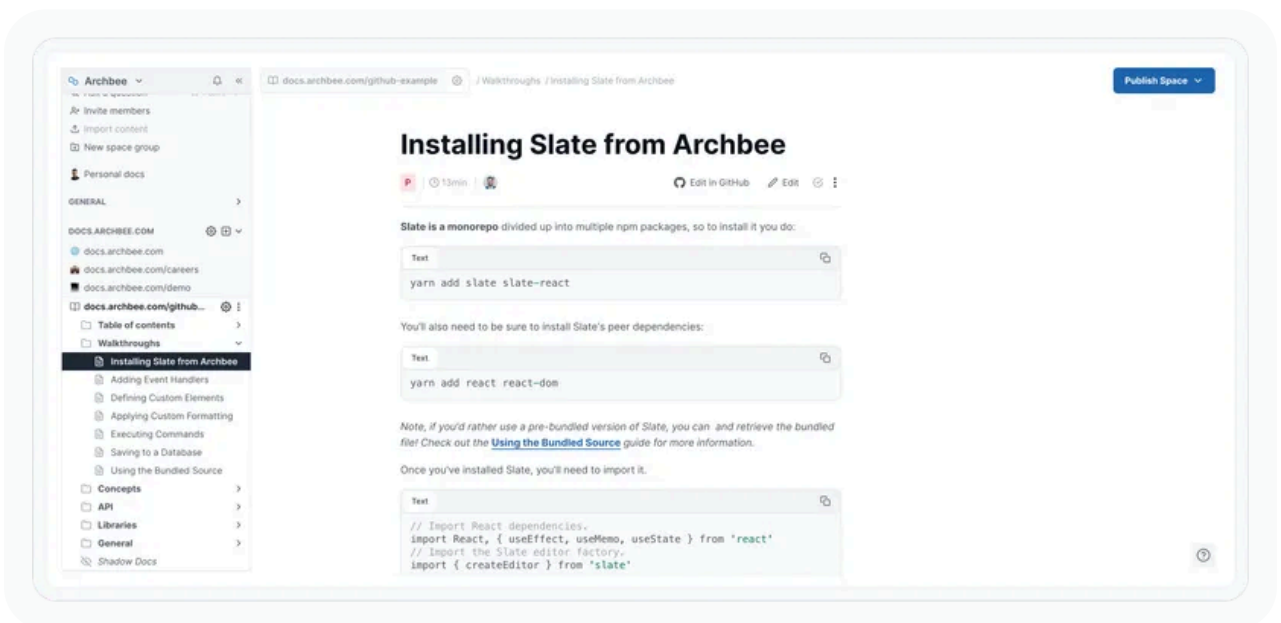 Archbee
docs.archbee.com/github-example / Walkthroughs / Installing Slate from Archbee
Publish Space
Invite members
Import content
New space group
Personal docs
GENERAL
DOCS.ARCHBEE.COM
docs.archbee.com
docs.archbee.com/careers
docs.archbee.com/demo
docs.archbee.com/github...
Table of contents
Walkthroughs
Installing Slate from Archbee
Adding Event Handlers
Defining Custom Elements
Applying Custom Formatting
Executing Commands
Saving to a Database
Using the Bundled Source
Concepts
API
Libraries
General
Shadow Docs
Installing Slate from Archbee
P 13min Edit in GitHub Edit
Slate is a monorepo divided up into multiple npm packages, so to install it you do:
Text
yarn add slate slate-react
You'll also need to be sure to install Slate's peer dependencies:
Text
yarn add react react-dom
Note, if you'd rather use a pre-bundled version of Slate, you can and retrieve the bundled
file! Check out the Using the Bundled Source guide for more information.
Once you've installed Slate, you'll need to import it.
Text
// Import React dependencies.
import React, { useEffect, useMemo, useState } from 'react'
// Import the Slate editor factory.
import { createEditor } from 'slate'